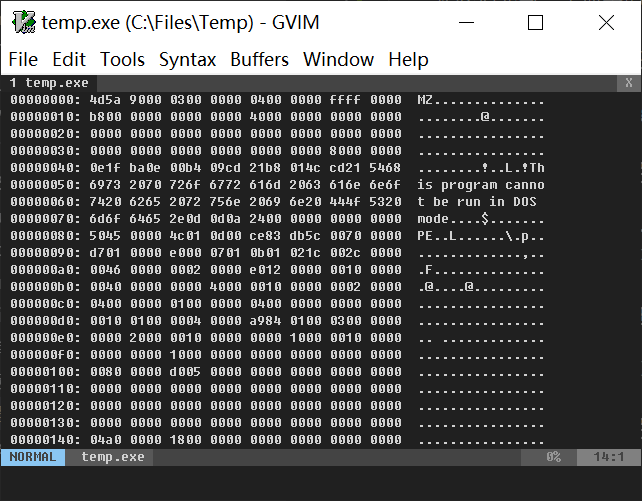 temp.exe (C:\Files\Temp) - GVIM
File Edit Tools Syntax Buffers Window Help
1 temp.exe X
00000000: 4d5a 9000 0300 0000 0400 0000 ffff 0000 MZ..............
00000010: b800 0000 0000 0000 4000 0000 0000 0000 ........@.......
00000020: 0000 0000 0000 0000 0000 0000 0000 0000 ................
00000030: 0000 0000 0000 0000 0000 0000 8000 0000 ................
00000040: 0e1f ba0e 00b4 09cd 21b8 014c cd21 5468 ........!..L.!Th
00000050: 6973 2070 726f 6772 616d 2063 616e 6e6f is program canno
00000060: 7420 6265 2072 756e 2069 6e20 444f 5320 t be run in DOS
00000070: 6d6f 6465 2e0d 0d0a 2400 0000 0000 0000 mode....$.......
00000080: 5045 0000 4c01 0d00 ce83 db5c 0070 0000 PE..L......\.p..
00000090: d701 0000 e000 0701 0b01 021c 002c 0000 .............,..
000000a0: 0046 0000 0002 0000 e012 0000 0010 0000 .F..............
000000b0: 0040 0000 0000 4000 0010 0000 0002 0000 .@....@.........
000000c0: 0400 0000 0100 0000 0400 0000 0000 0000 ................
000000d0: 0010 0100 0004 0000 a984 0100 0300 0000 ................
000000e0: 0000 2000 0010 0000 0000 1000 0010 0000 .. .............
000000f0: 0000 0000 1000 0000 0000 0000 0000 0000 ................
00000100: 0080 0000 d005 0000 0000 0000 0000 0000 ................
00000110: 0000 0000 0000 0000 0000 0000 0000 0000 ................
00000120: 0000 0000 0000 0000 0000 0000 0000 0000 ................
00000130: 0000 0000 0000 0000 0000 0000 0000 0000 ................
00000140: 04a0 0000 1800 0000 0000 0000 0000 0000 ................
NORMAL temp.exe 0% 14:1